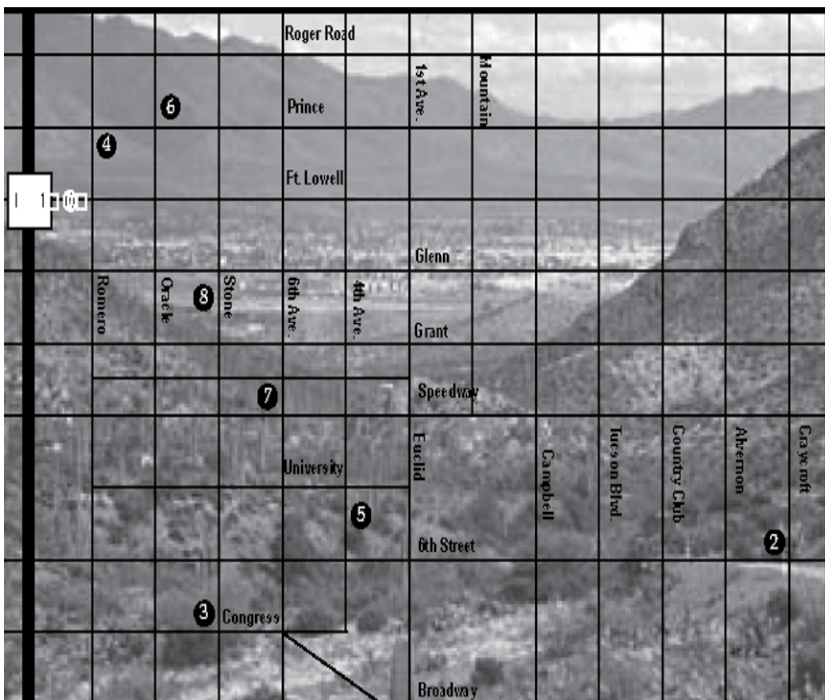 Roger Road
1st Ave.
Mountain
6
Prince
4
Ft. Lowell
I 10
Glenn
Romero
Oracle
8
Stone
6th Ave.
4th Ave.
Grant
7
Speedway
Euclid
Campbell
Tucson Blvd.
Country Club
Alvernon
Craycroft
University
5
6th Street
2
3
Congress
Broadway